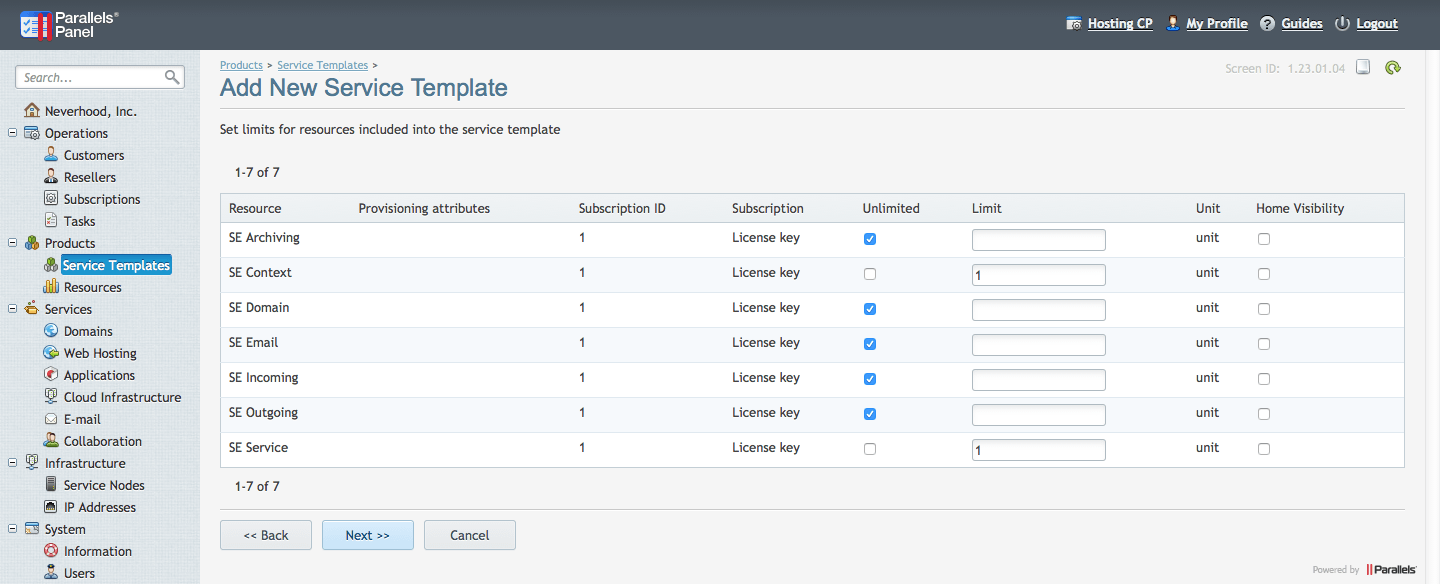 Parallels®
Panel
Hosting CP My Profile Guides Logout
Search...
Neverhood, Inc.
Operations
Customers
Resellers
Subscriptions
Tasks
Products
Service Templates
Resources
Services
Domains
Web Hosting
Applications
Cloud Infrastructure
E-mail
Collaboration
Infrastructure
Service Nodes
IP Addresses
System
Information
Users
Products > Service Templates >
Screen ID: 1.23.01.04
Add New Service Template
Set limits for resources included into the service template
1-7 of 7
Resource Provisioning attributes Subscription ID Subscription Unlimited Limit Unit Home Visibility
SE Archiving 1 License key unit
SE Context 1 License key 1 unit
SE Domain 1 License key unit
SE Email 1 License key unit
SE Incoming 1 License key unit
SE Outgoing 1 License key unit
SE Service 1 License key 1 unit
1-7 of 7
<< Back Next >> Cancel
Powered by Parallels®